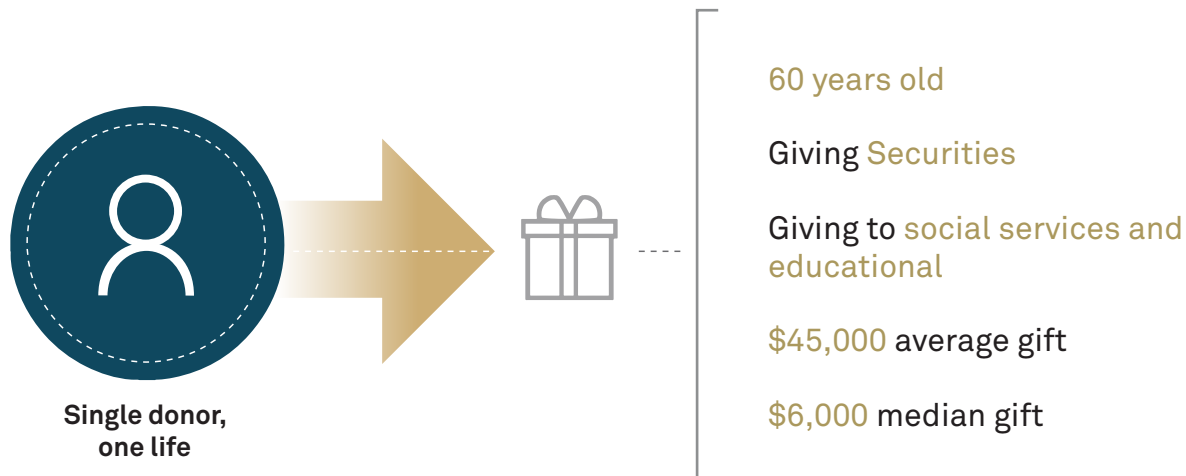 60 years old
Giving Securities
Giving to social services and
educational
$45,000 average gift
$6,000 median gift
Single donor,
one life